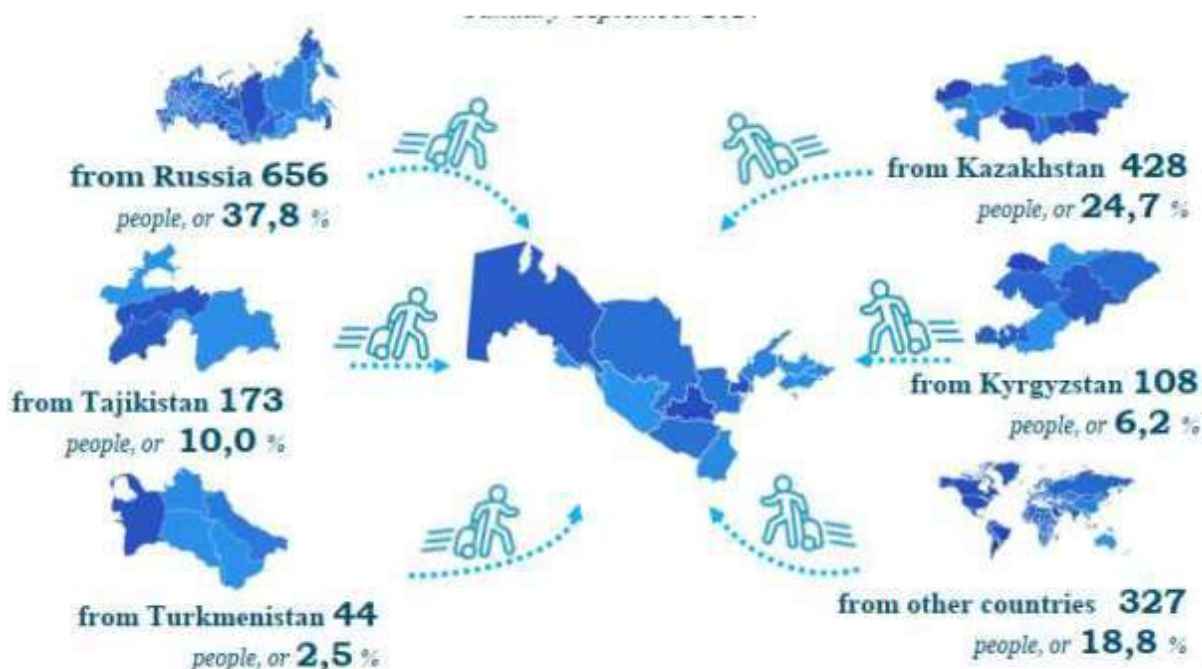 from Russia 656
people, or 37,8 %
from Kazakhstan 428
people, or 24,7 %
from Tajikistan 173
people, or 10,0 %
from Kyrgyzstan 108
people, or 6,2 %
from Turkmenistan 44
people, or 2,5 %
from other countries 327
people, or 18,8 %